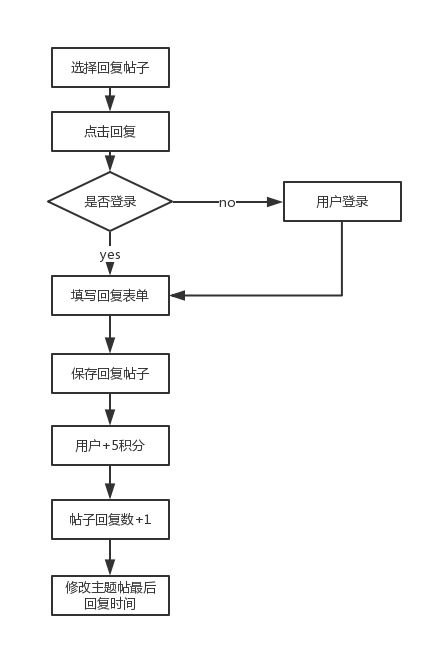 选择回复帖子
点击回复
是否登录
no
用户登录
yes
填写回复表单
保存回复帖子
用户+5积分
帖子回复数+1
修改主题帖最后
回复时间